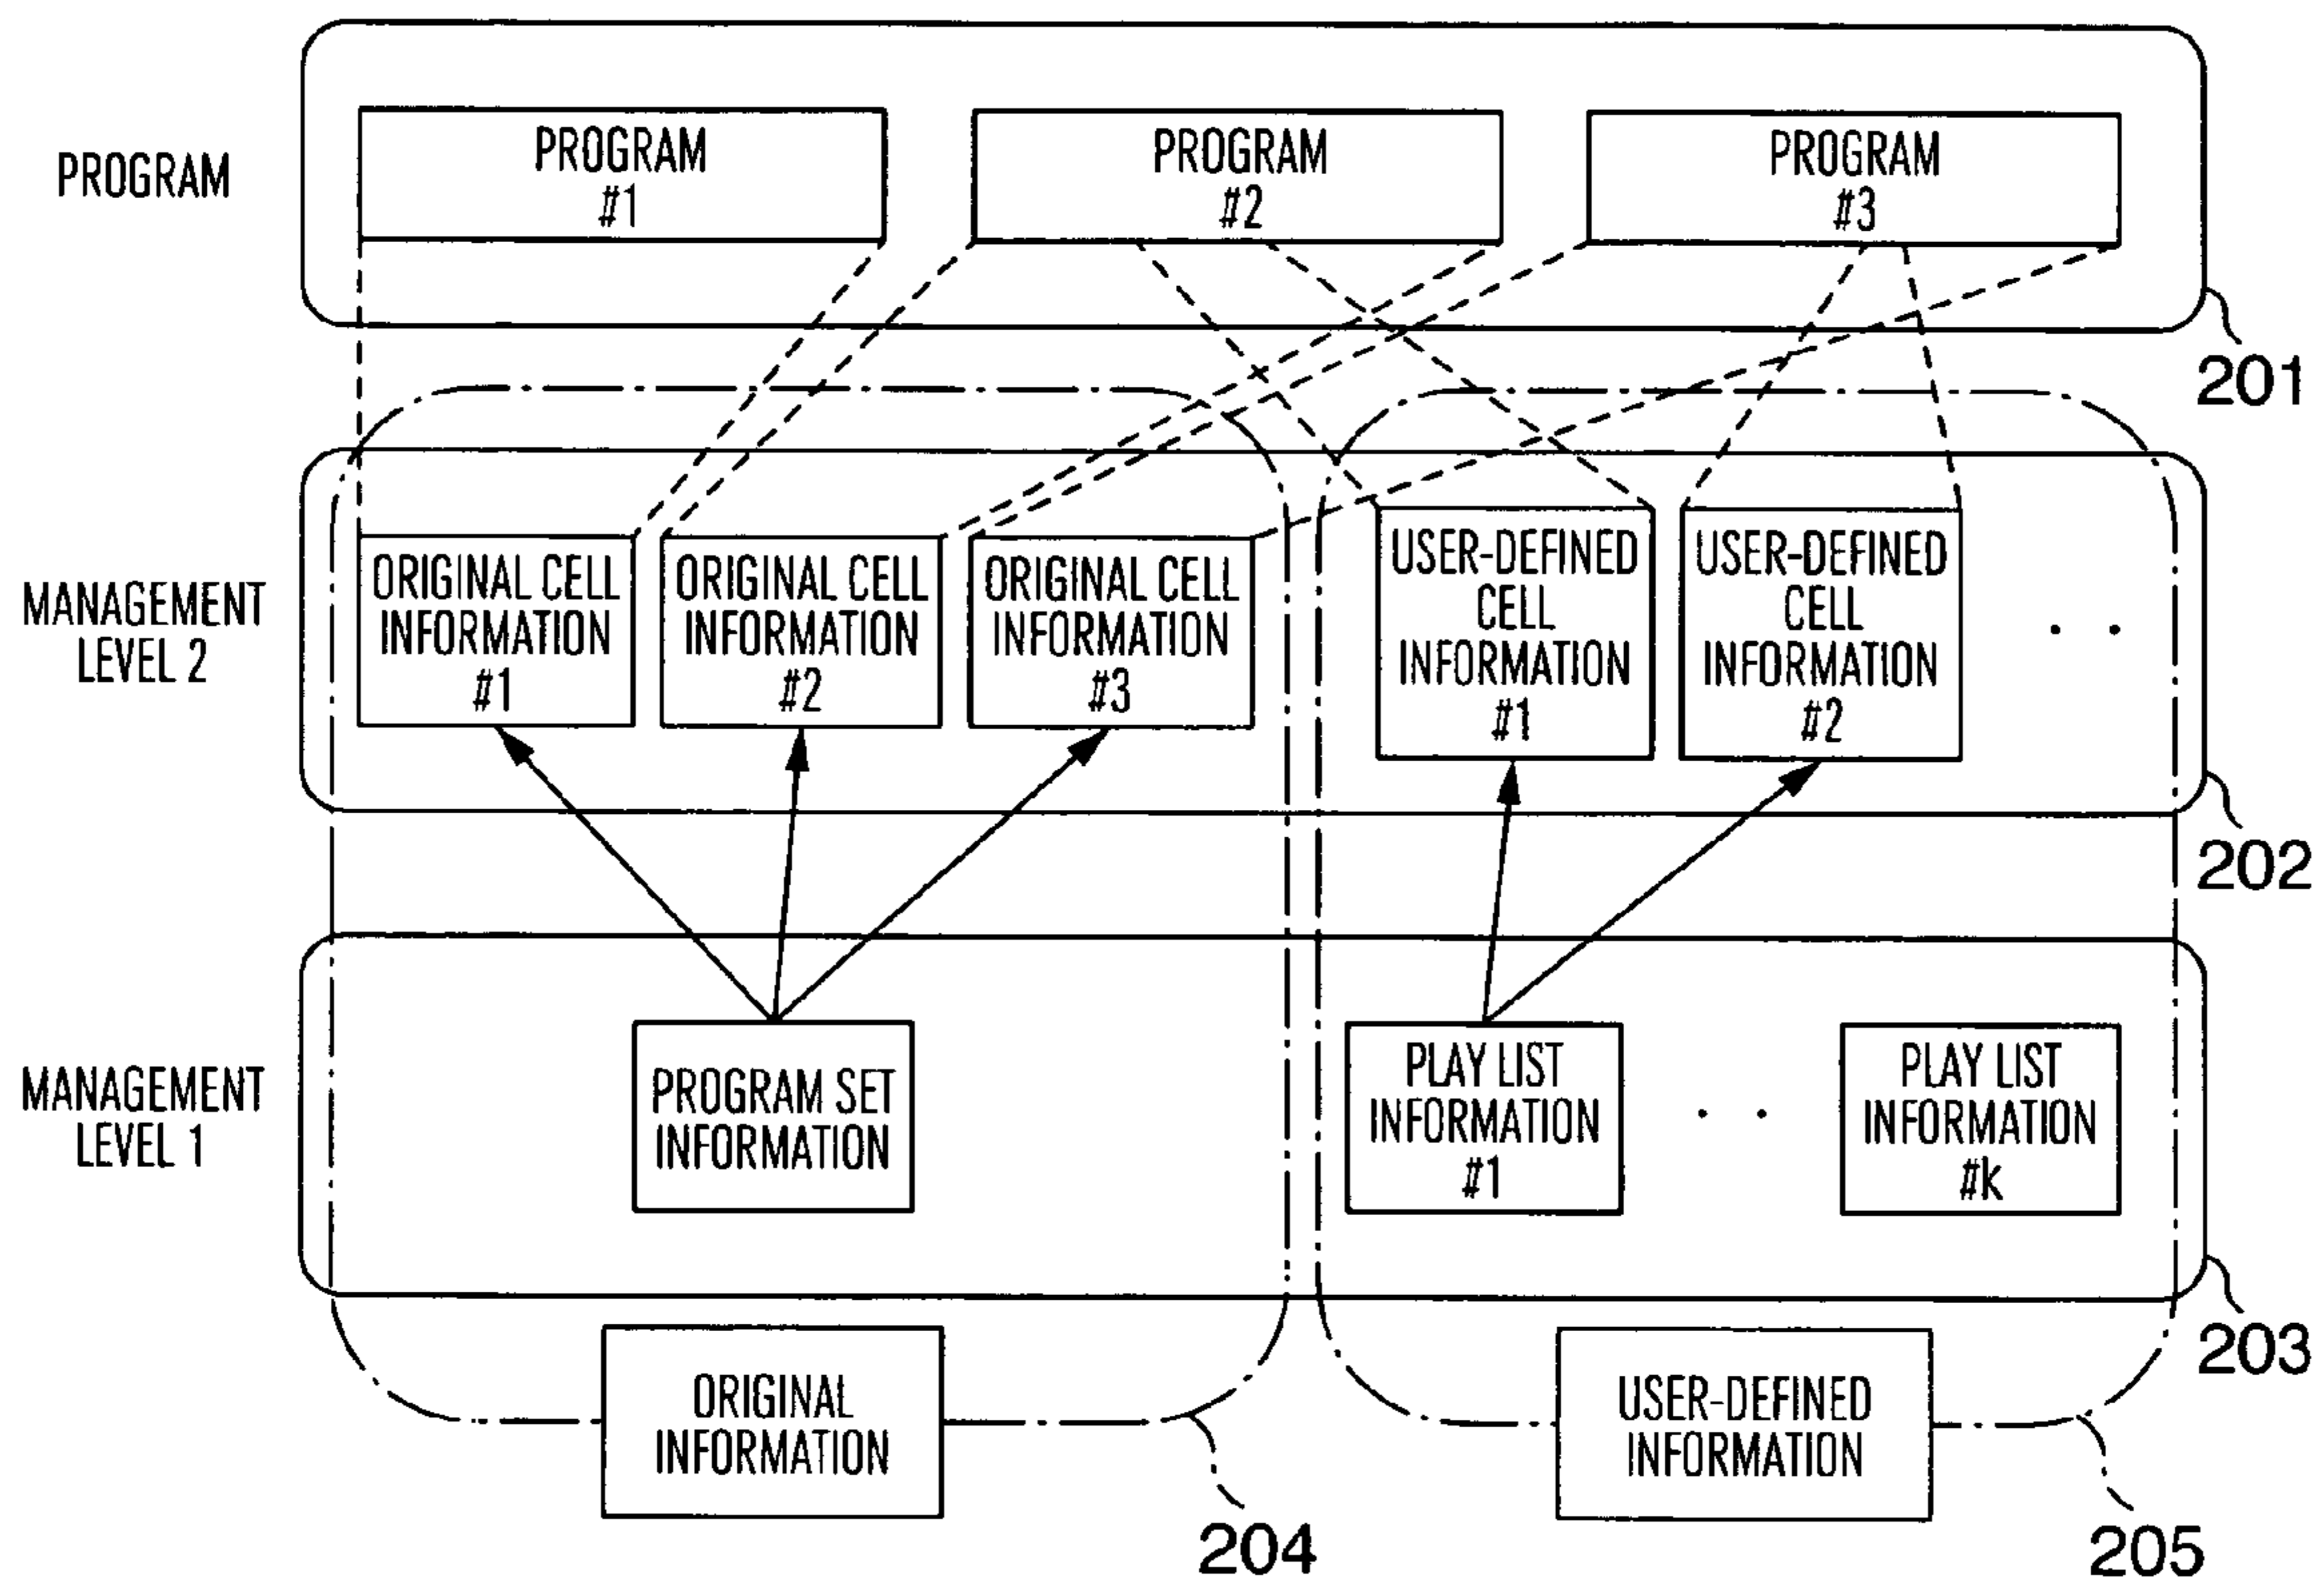 PROGRAM
PROGRAM
#1
PROGRAM
#2
PROGRAM
#3
201
MANAGEMENT
LEVEL 2
ORIGINAL CELL
INFORMATION
#1
ORIGINAL CELL
INFORMATION
#2
ORIGINAL CELL
INFORMATION
#3
USER-DEFINED
CELL
INFORMATION
#1
USER-DEFINED
CELL
INFORMATION
#2
. .
202
MANAGEMENT
LEVEL 1
PROGRAM SET
INFORMATION
PLAY LIST
INFORMATION
#1
. .
PLAY LIST
INFORMATION
#k
203
ORIGINAL
INFORMATION
204
USER-DEFINED
INFORMATION
205